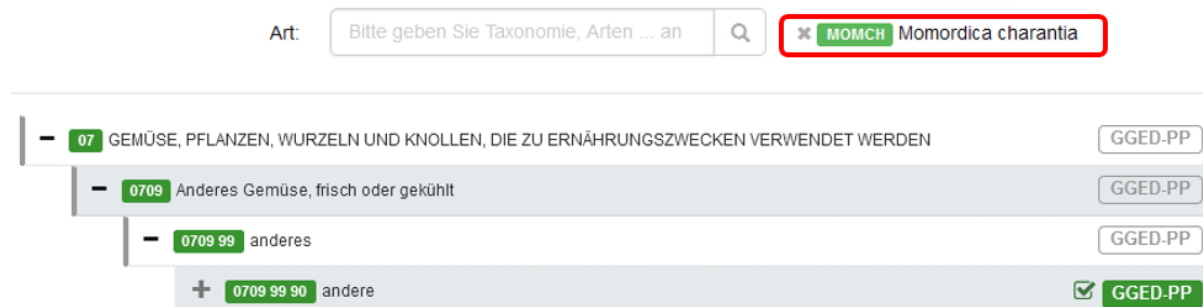 Art: Bitte geben Sie Taxonomie, Arten ... an MOMCH Momordica charantia
07 GEMÜSE, PFLANZEN, WURZELN UND KNOLLEN, DIE ZU ERNÄHRUNGSZWECKEN VERWENDET WERDEN GGED-PP
0709 Anderes Gemüse, frisch oder gekühlt GGED-PP
0709 99 anderes GGED-PP
0709 99 90 andere GGED-PP